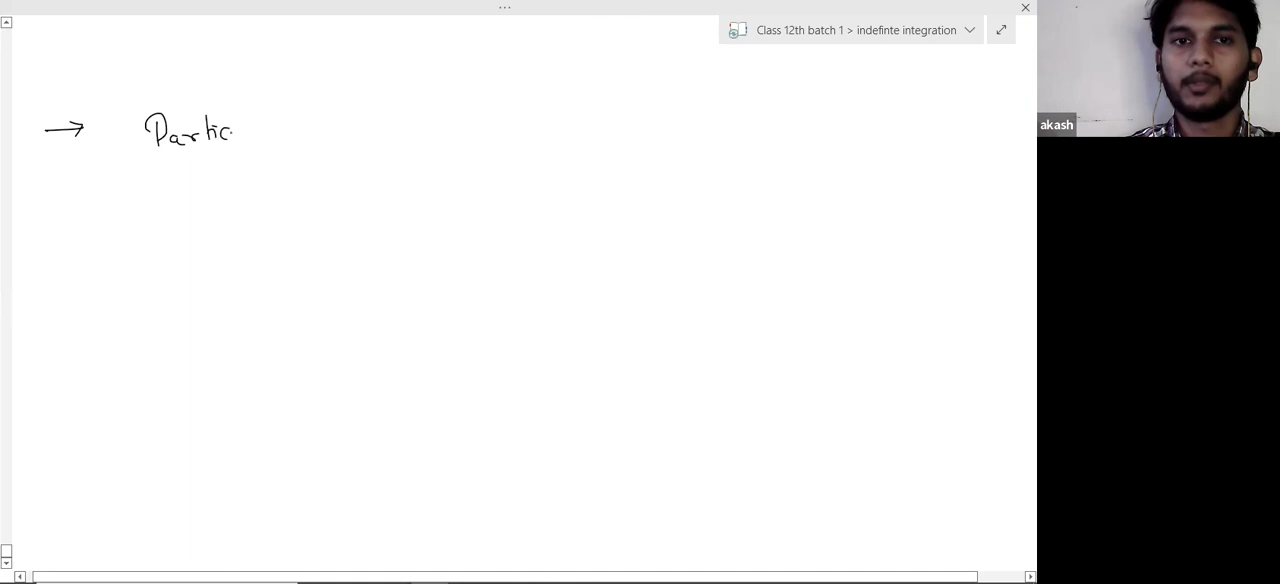 Class 12th batch 1 > indefinte integration
→ Partic
akash